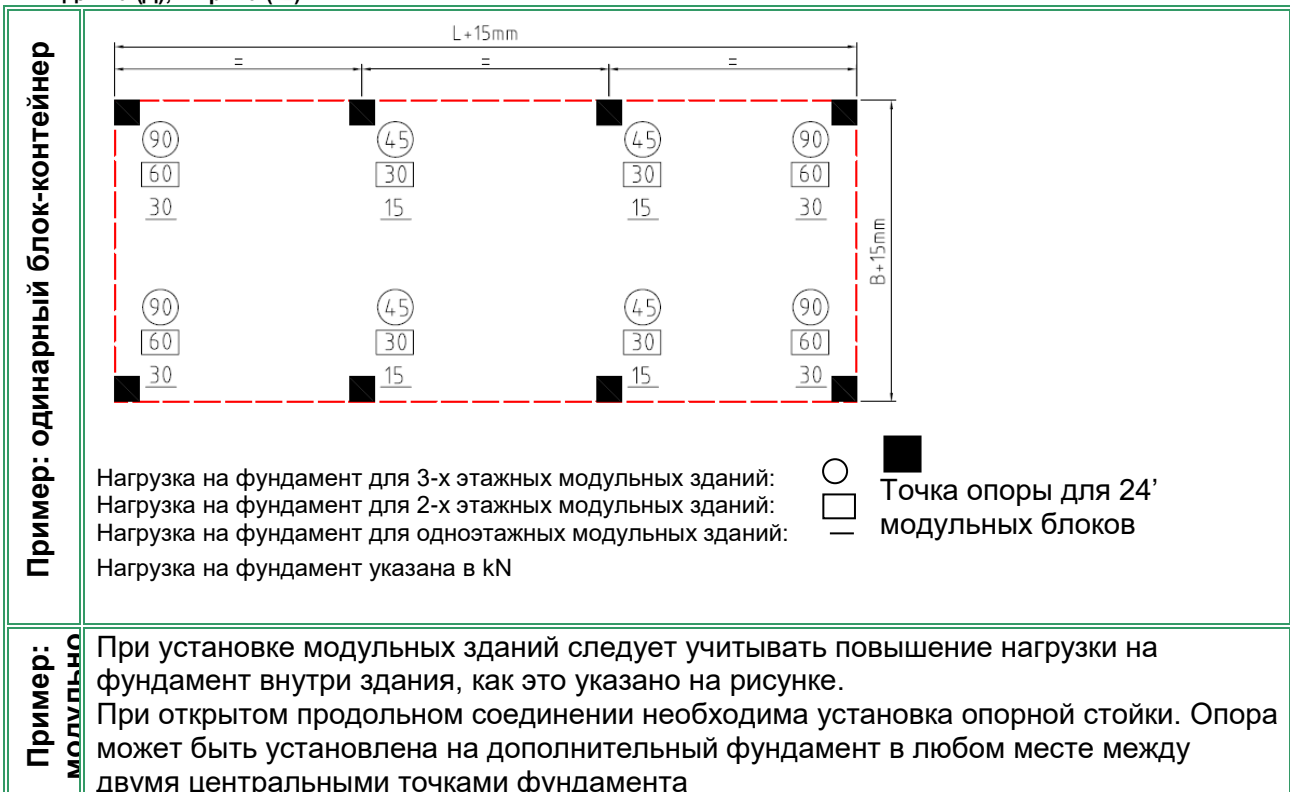 Пример: одинарный блок-контейнер
L+15mm
= = =
90 45 45 90
60 30 30 60
30 15 15 30
B+15mm
90 45 45 90
60 30 30 60
30 15 15 30
Нагрузка на фундамент для 3-х этажных модульных зданий:
Нагрузка на фундамент для 2-х этажных модульных зданий:
Нагрузка на фундамент для одноэтажных модульных зданий:
Нагрузка на фундамент указана в kN
Точка опоры для 24’
модульных блоков
Пример:
модульно
При установке модульных зданий следует учитывать повышение нагрузки на
фундамент внутри здания, как это указано на рисунке.
При открытом продольном соединении необходима установка опорной стойки. Опора
может быть установлена на дополнительный фундамент в любом месте между
двумя центральными точками фундамента